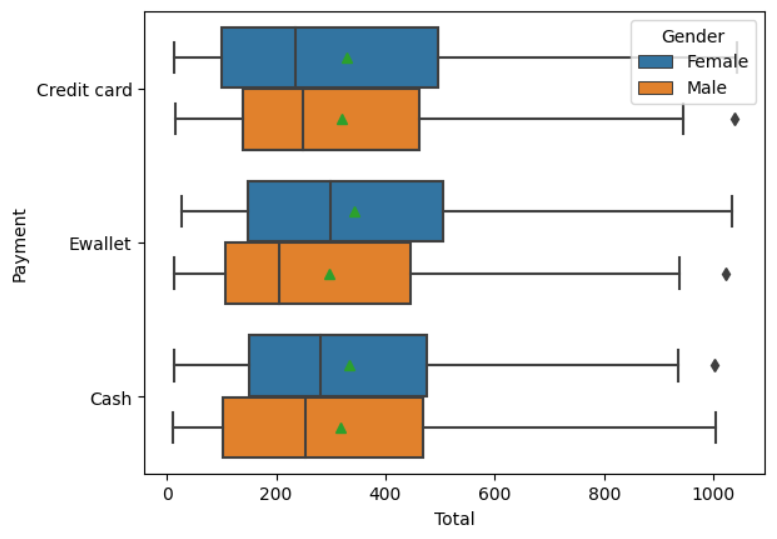 Gender
Female
Male
Credit card
Ewallet
Cash
Payment
0 200 400 600 800 1000
Total